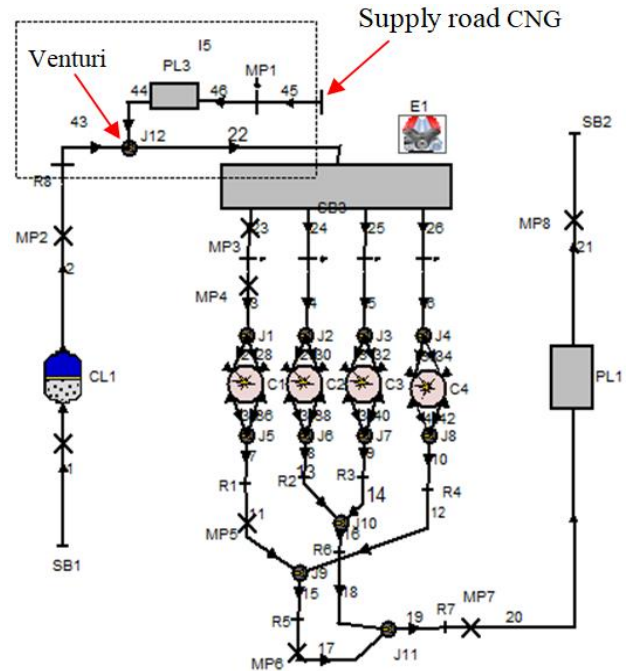 Supply road CNG
Venturi
I5
PL3
MP1
44
46
45
E1
SB2
43
J12
22
R8
SB3
MP2
23
24
25
26
MP8
MP3
21
2
MP4
3
4
5
6
J1
J2
J3
J4
28
30
32
34
CL1
C1
C2
C3
C4
PL1
36
38
40
42
J5
J6
J7
J8
1
7
8
9
10
R1
13
R2
R3
14
R4
12
MP5
J10
16
SB1
R6
J9
15
18
MP7
R5
19
R7
20
17
J11
MP6